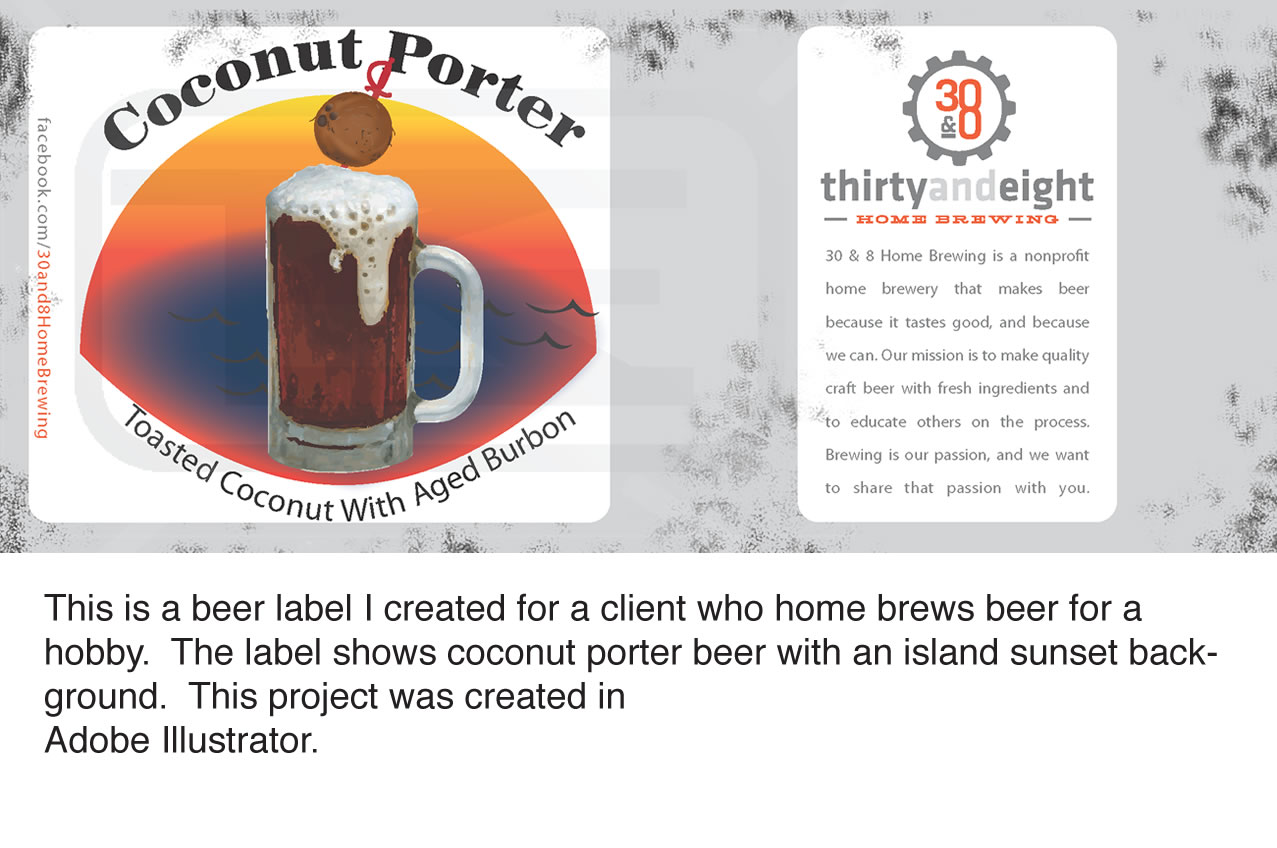 Coconut Porter
facebook.com/30and8HomeBrewing
Toasted Coconut With Aged Burbon
30
&
8
thirtyandeight
HOME BREWING
30 & 8 Home Brewing is a nonprofit
home brewery that makes beer
because it tastes good, and because
we can. Our mission is to make quality
craft beer with fresh ingredients and
to educate others on the process.
Brewing is our passion, and we want
to share that passion with you.
This is a beer label I created for a client who home brews beer for a
hobby.  The label shows coconut porter beer with an island sunset back-
ground.  This project was created in
Adobe Illustrator.